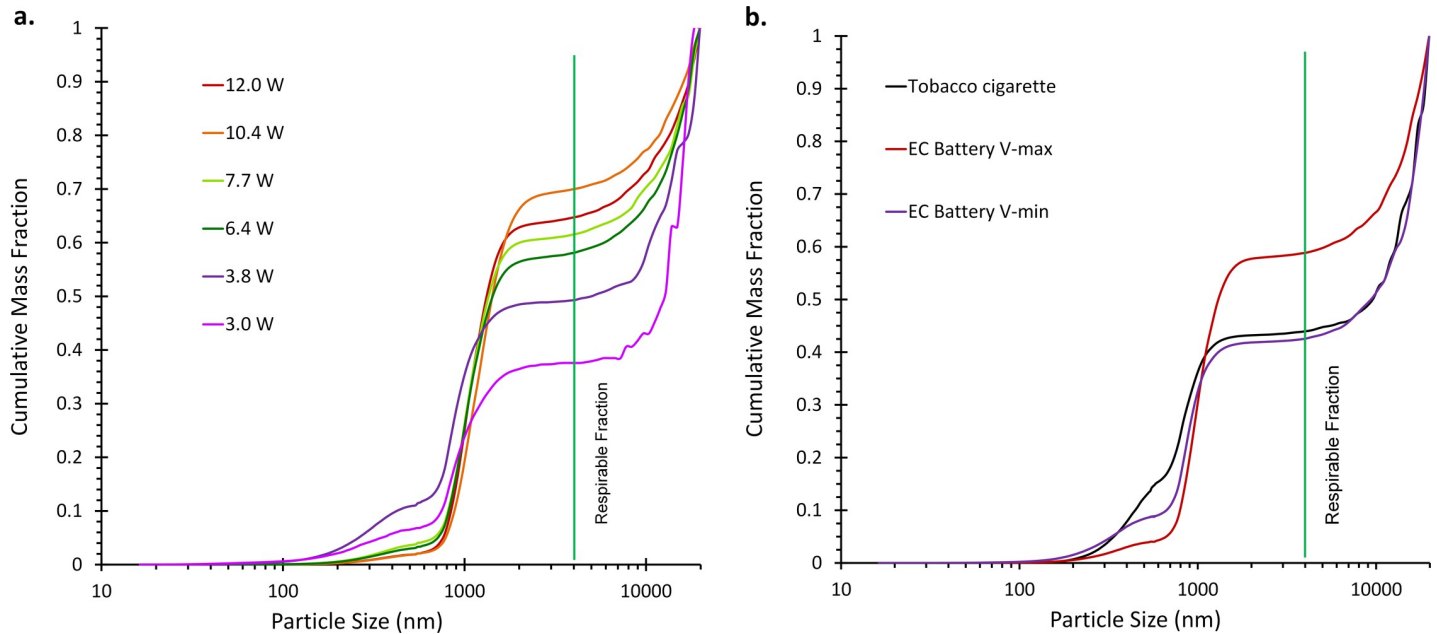 a.
Cumulative Mass Fraction
1
0.9
0.8
0.7
0.6
0.5
0.4
0.3
0.2
0.1
0
12.0 W
10.4 W
7.7 W
6.4 W
3.8 W
3.0 W
Respirable Fraction
10
100
1000
10000
Particle Size (nm)
b.
Cumulative Mass Fraction
1
0.9
0.8
0.7
0.6
0.5
0.4
0.3
0.2
0.1
0
Tobacco cigarette
EC Battery V-max
EC Battery V-min
Respirable Fraction
10
100
1000
10000
Particle Size (nm)